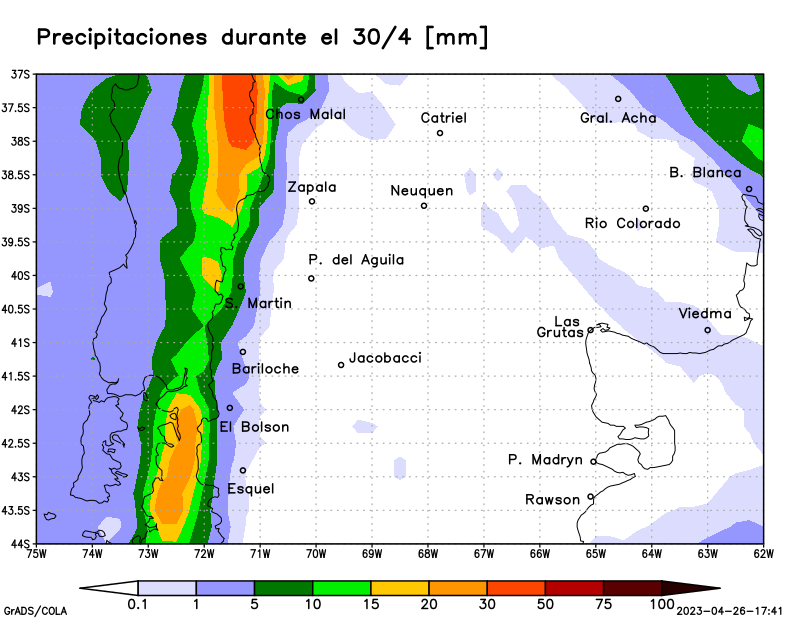 Precipitaciones durante el 30/4 [mm]
37S
Chos Malal
37.5S
Catriel
Gral. Acha
38S
38.5S
B. Blanca
Zapala
Neuquen
39S
Rio Colorado
39.5S
P. del Aguila
40S
S. Martin
40.5S
Viedma
Las
Grutas
41S
Jacobacci
Bariloche
41.5S
42S
El Bolson
42.5S
P. Madryn
43S
Esquel
Rawson
43.5S
44S
75W 74W 73W 72W 71W 70W 69W 68W 67W 66W 65W 64W 63W 62W
0.1 1 5 10 15 20 30 50 75 100
GrADS/COLA
2023-04-26-17:41